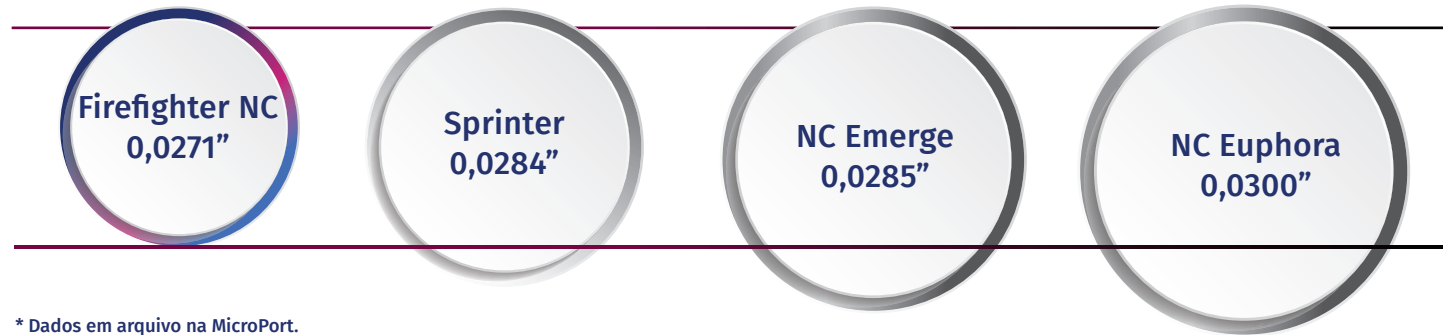 Firefighter NC
0,0271”
Sprinter
0,0284”
NC Emerge
0,0285”
NC Euphora
0,0300”
* Dados em arquivo na MicroPort.